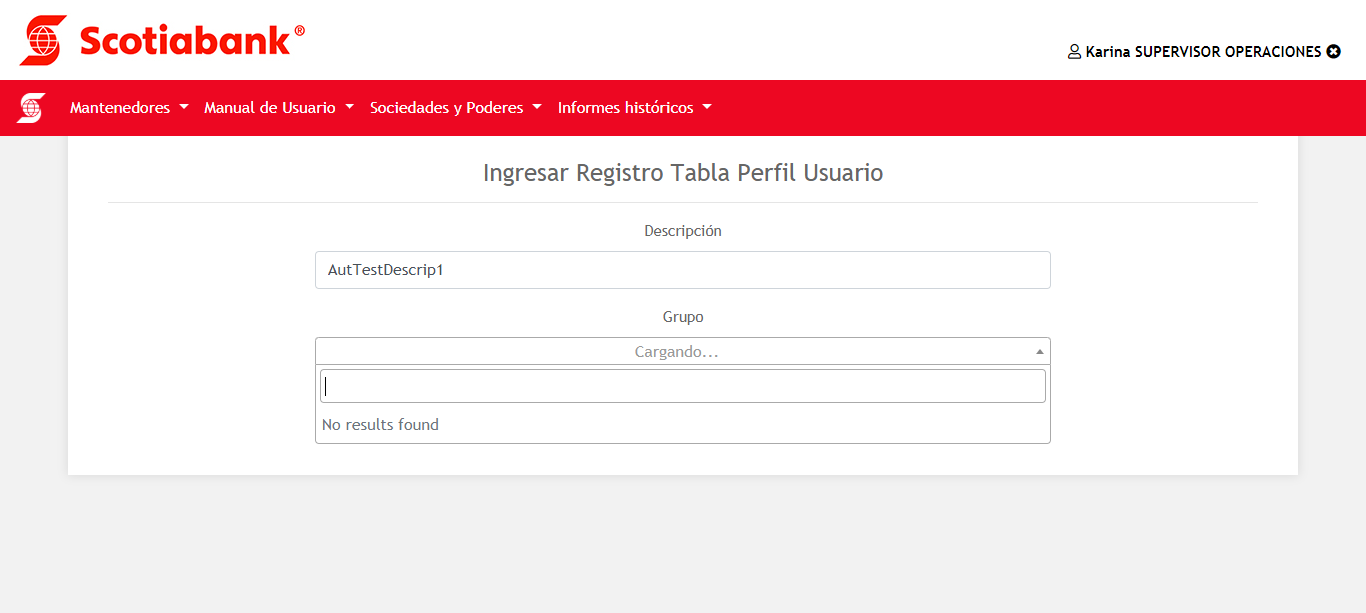 Scotiabank®
Karina SUPERVISOR OPERACIONES
Mantenedores Manual de Usuario Sociedades y Poderes Informes históricos
Ingresar Registro Tabla Perfil Usuario
Descripción
AutTestDescrip1
Grupo
Cargando...
No results found